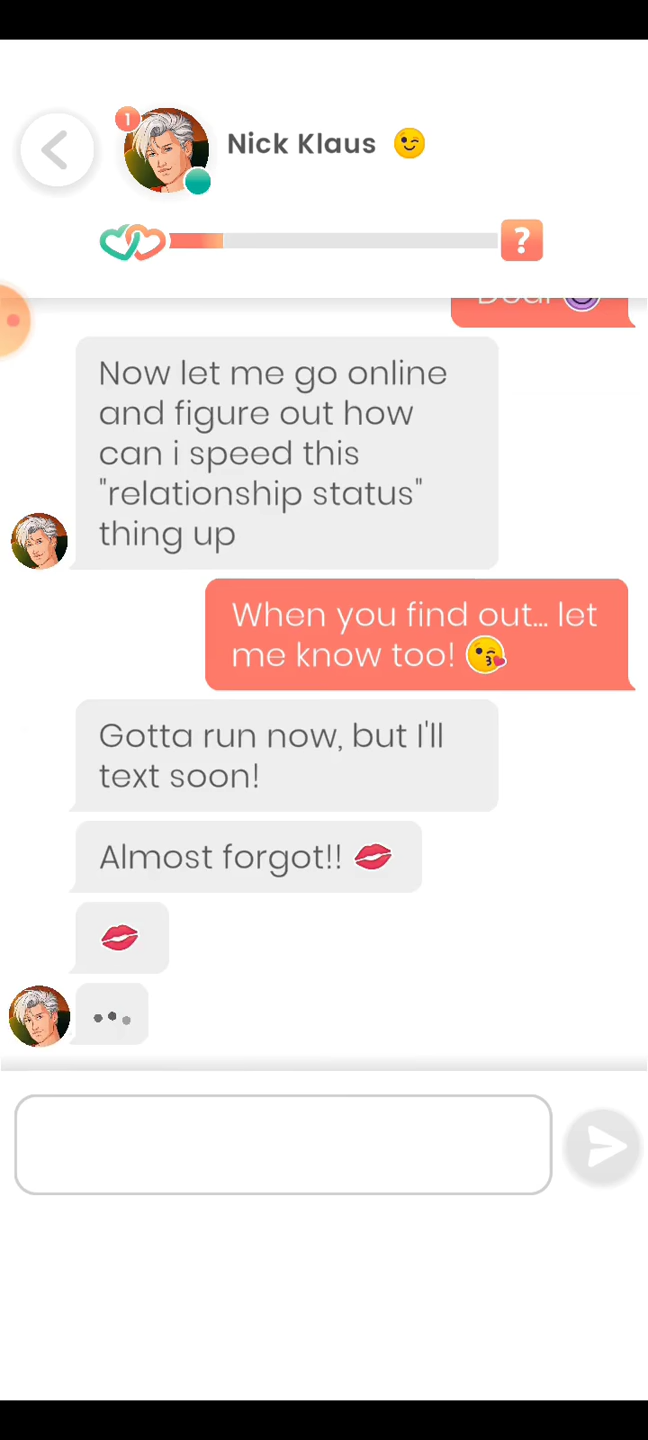 1
Nick Klaus 😉
?
Now let me go online
and figure out how
can i speed this
"relationship status"
thing up
When you find out... let
me know too! 😘
Gotta run now, but I'll
text soon!
Almost forgot!! 💋
💋